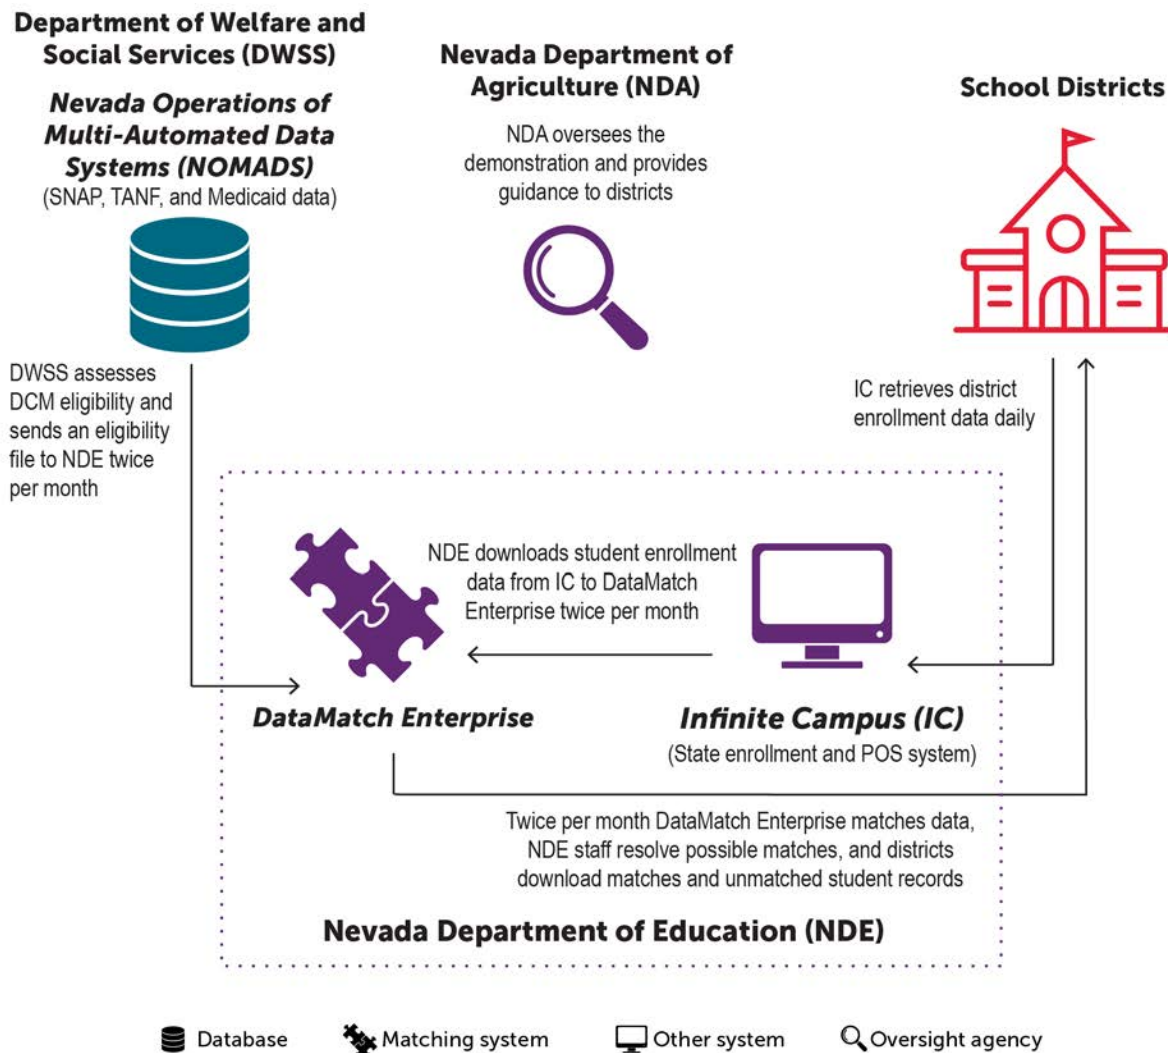 Department of Welfare and
Social Services (DWSS)
Nevada Operations of
Multi-Automated Data
Systems (NOMADS)
(SNAP, TANF, and Medicaid data)
Nevada Department of
Agriculture (NDA)
NDA oversees the
demonstration and provides
guidance to districts
School Districts
DWSS assesses
DCM eligibility and
sends an eligibility
file to NDE twice
per month
IC retrieves district
enrollment data daily
NDE downloads student enrollment
data from IC to DataMatch
Enterprise twice per month
DataMatch Enterprise
Infinite Campus (IC)
(State enrollment and POS system)
Twice per month DataMatch Enterprise matches data,
NDE staff resolve possible matches, and districts
download matches and unmatched student records
Nevada Department of Education (NDE)
Database
Matching system
Other system
Oversight agency